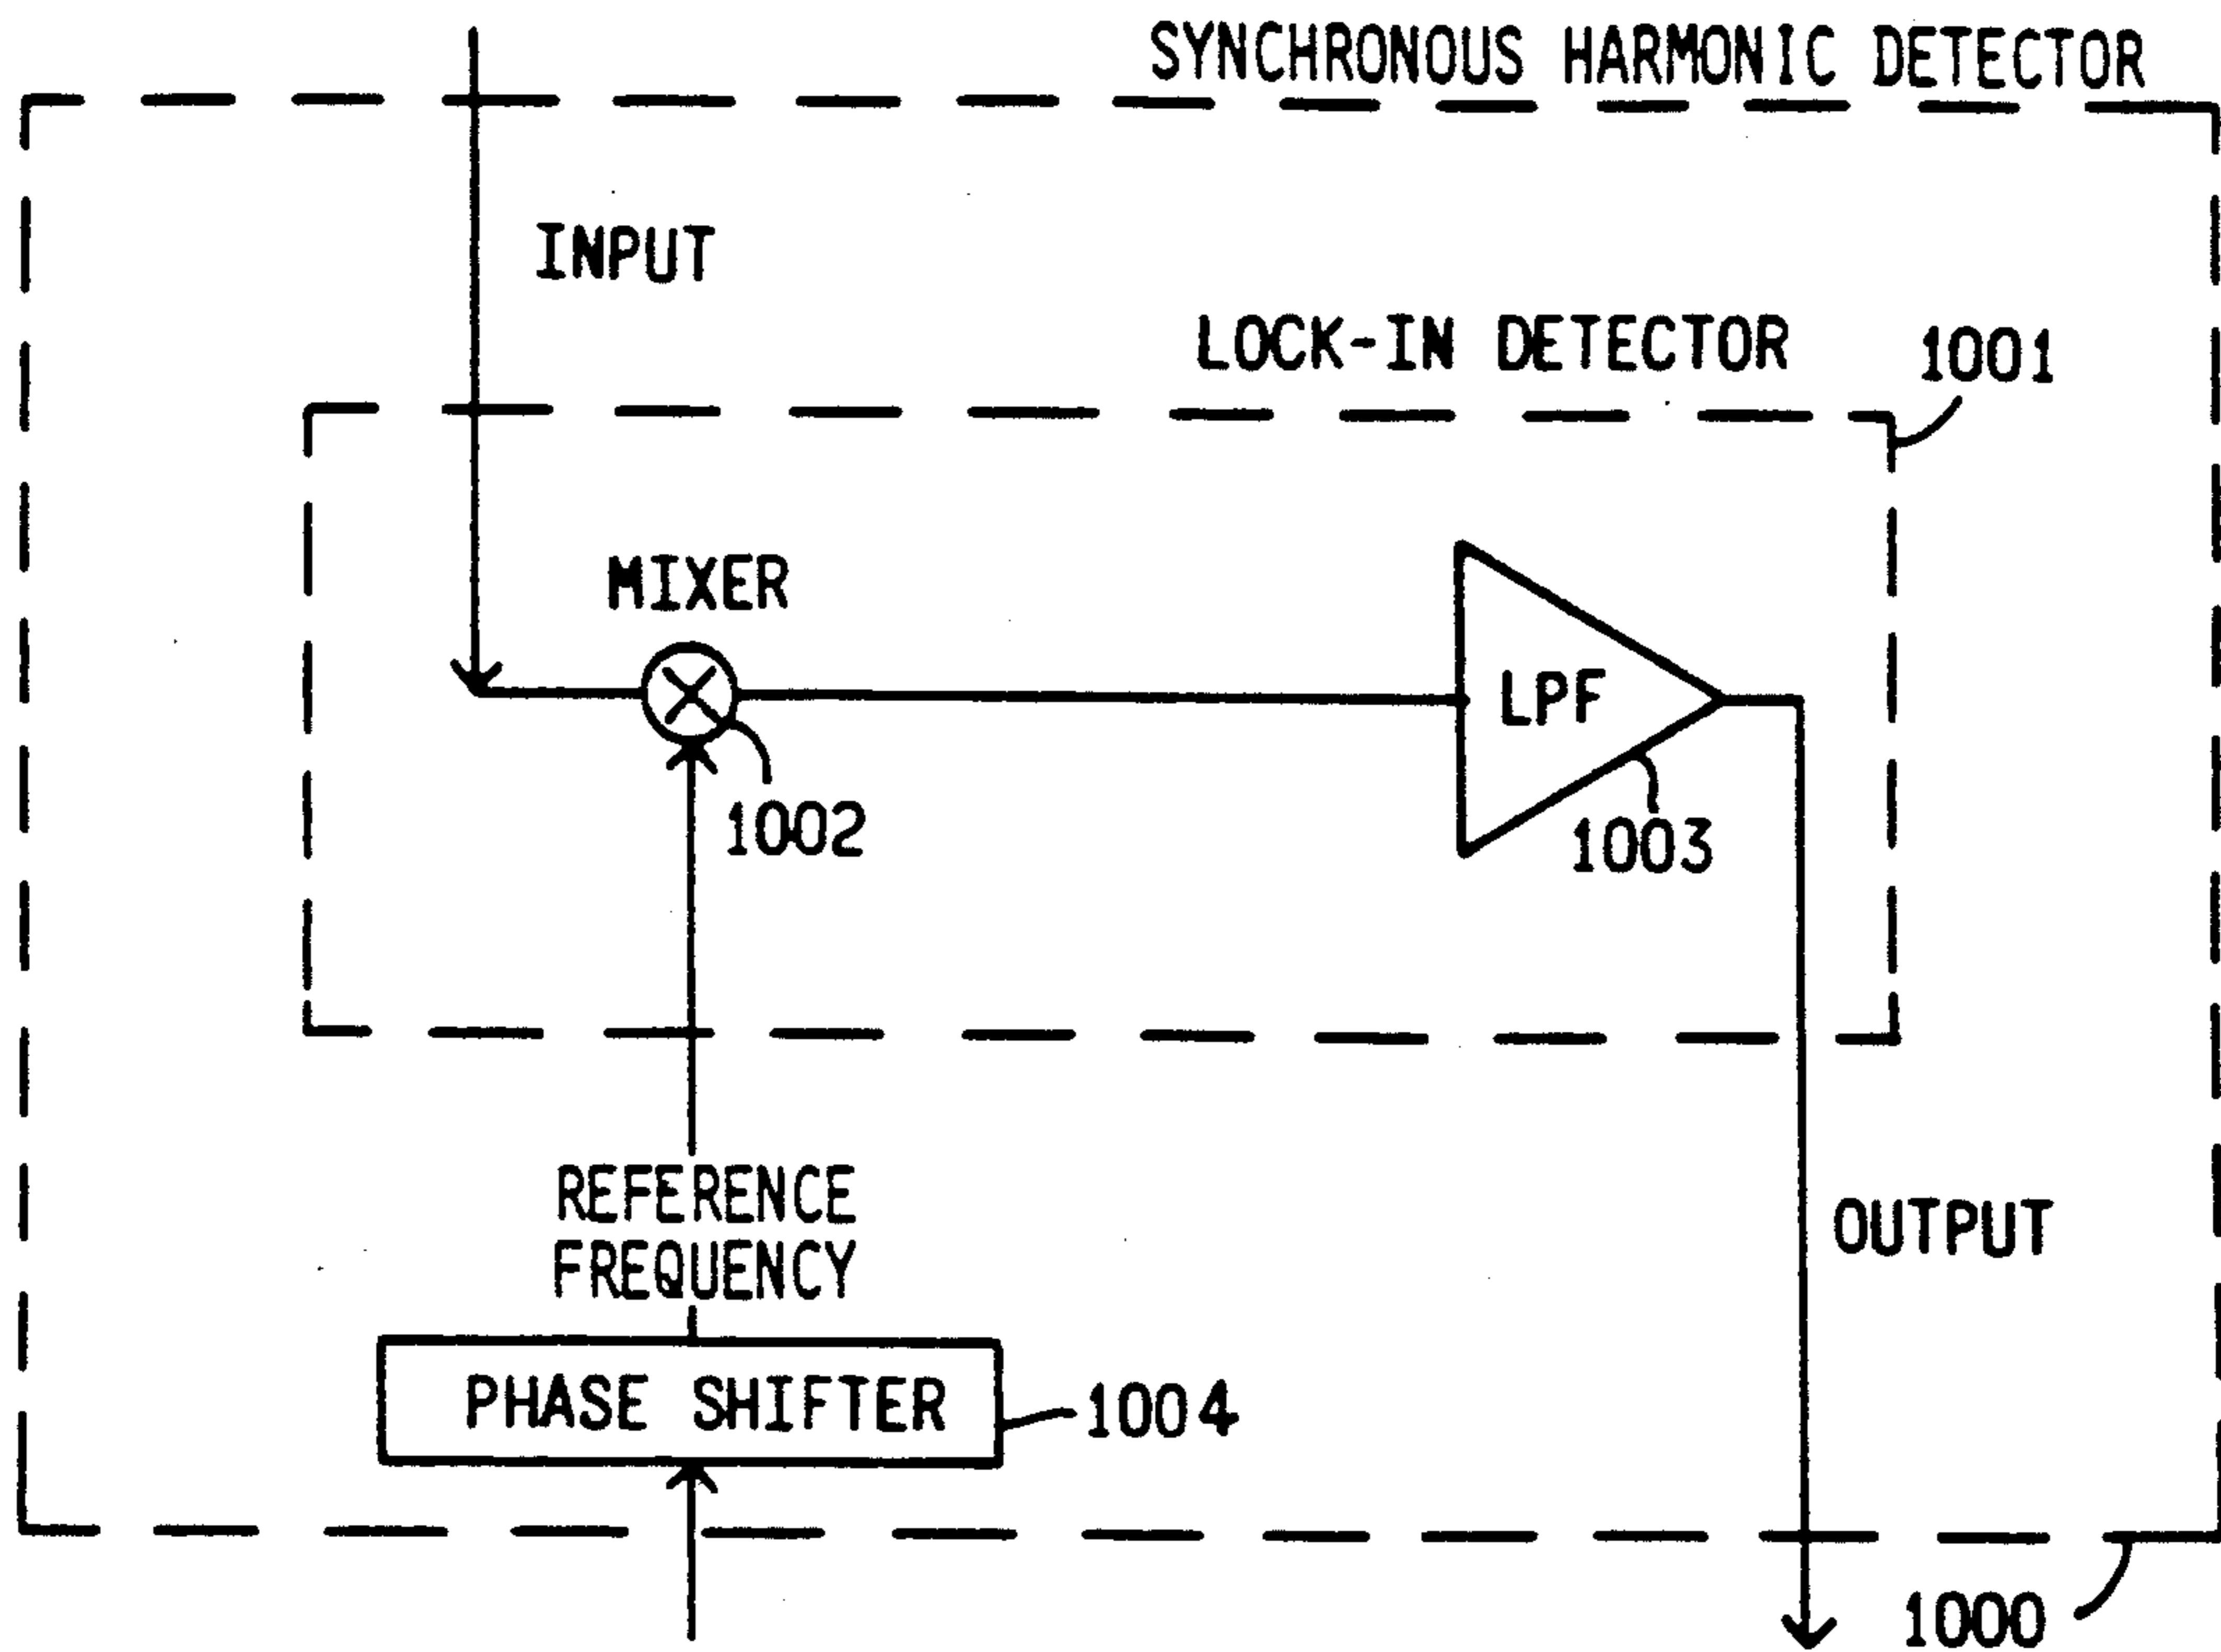 SYNCHRONOUS HARMONIC DETECTOR
INPUT
LOCK-IN DETECTOR
1001
MIXER
LPF
1002
1003
REFERENCE
FREQUENCY
OUTPUT
PHASE SHIFTER
1004
1000